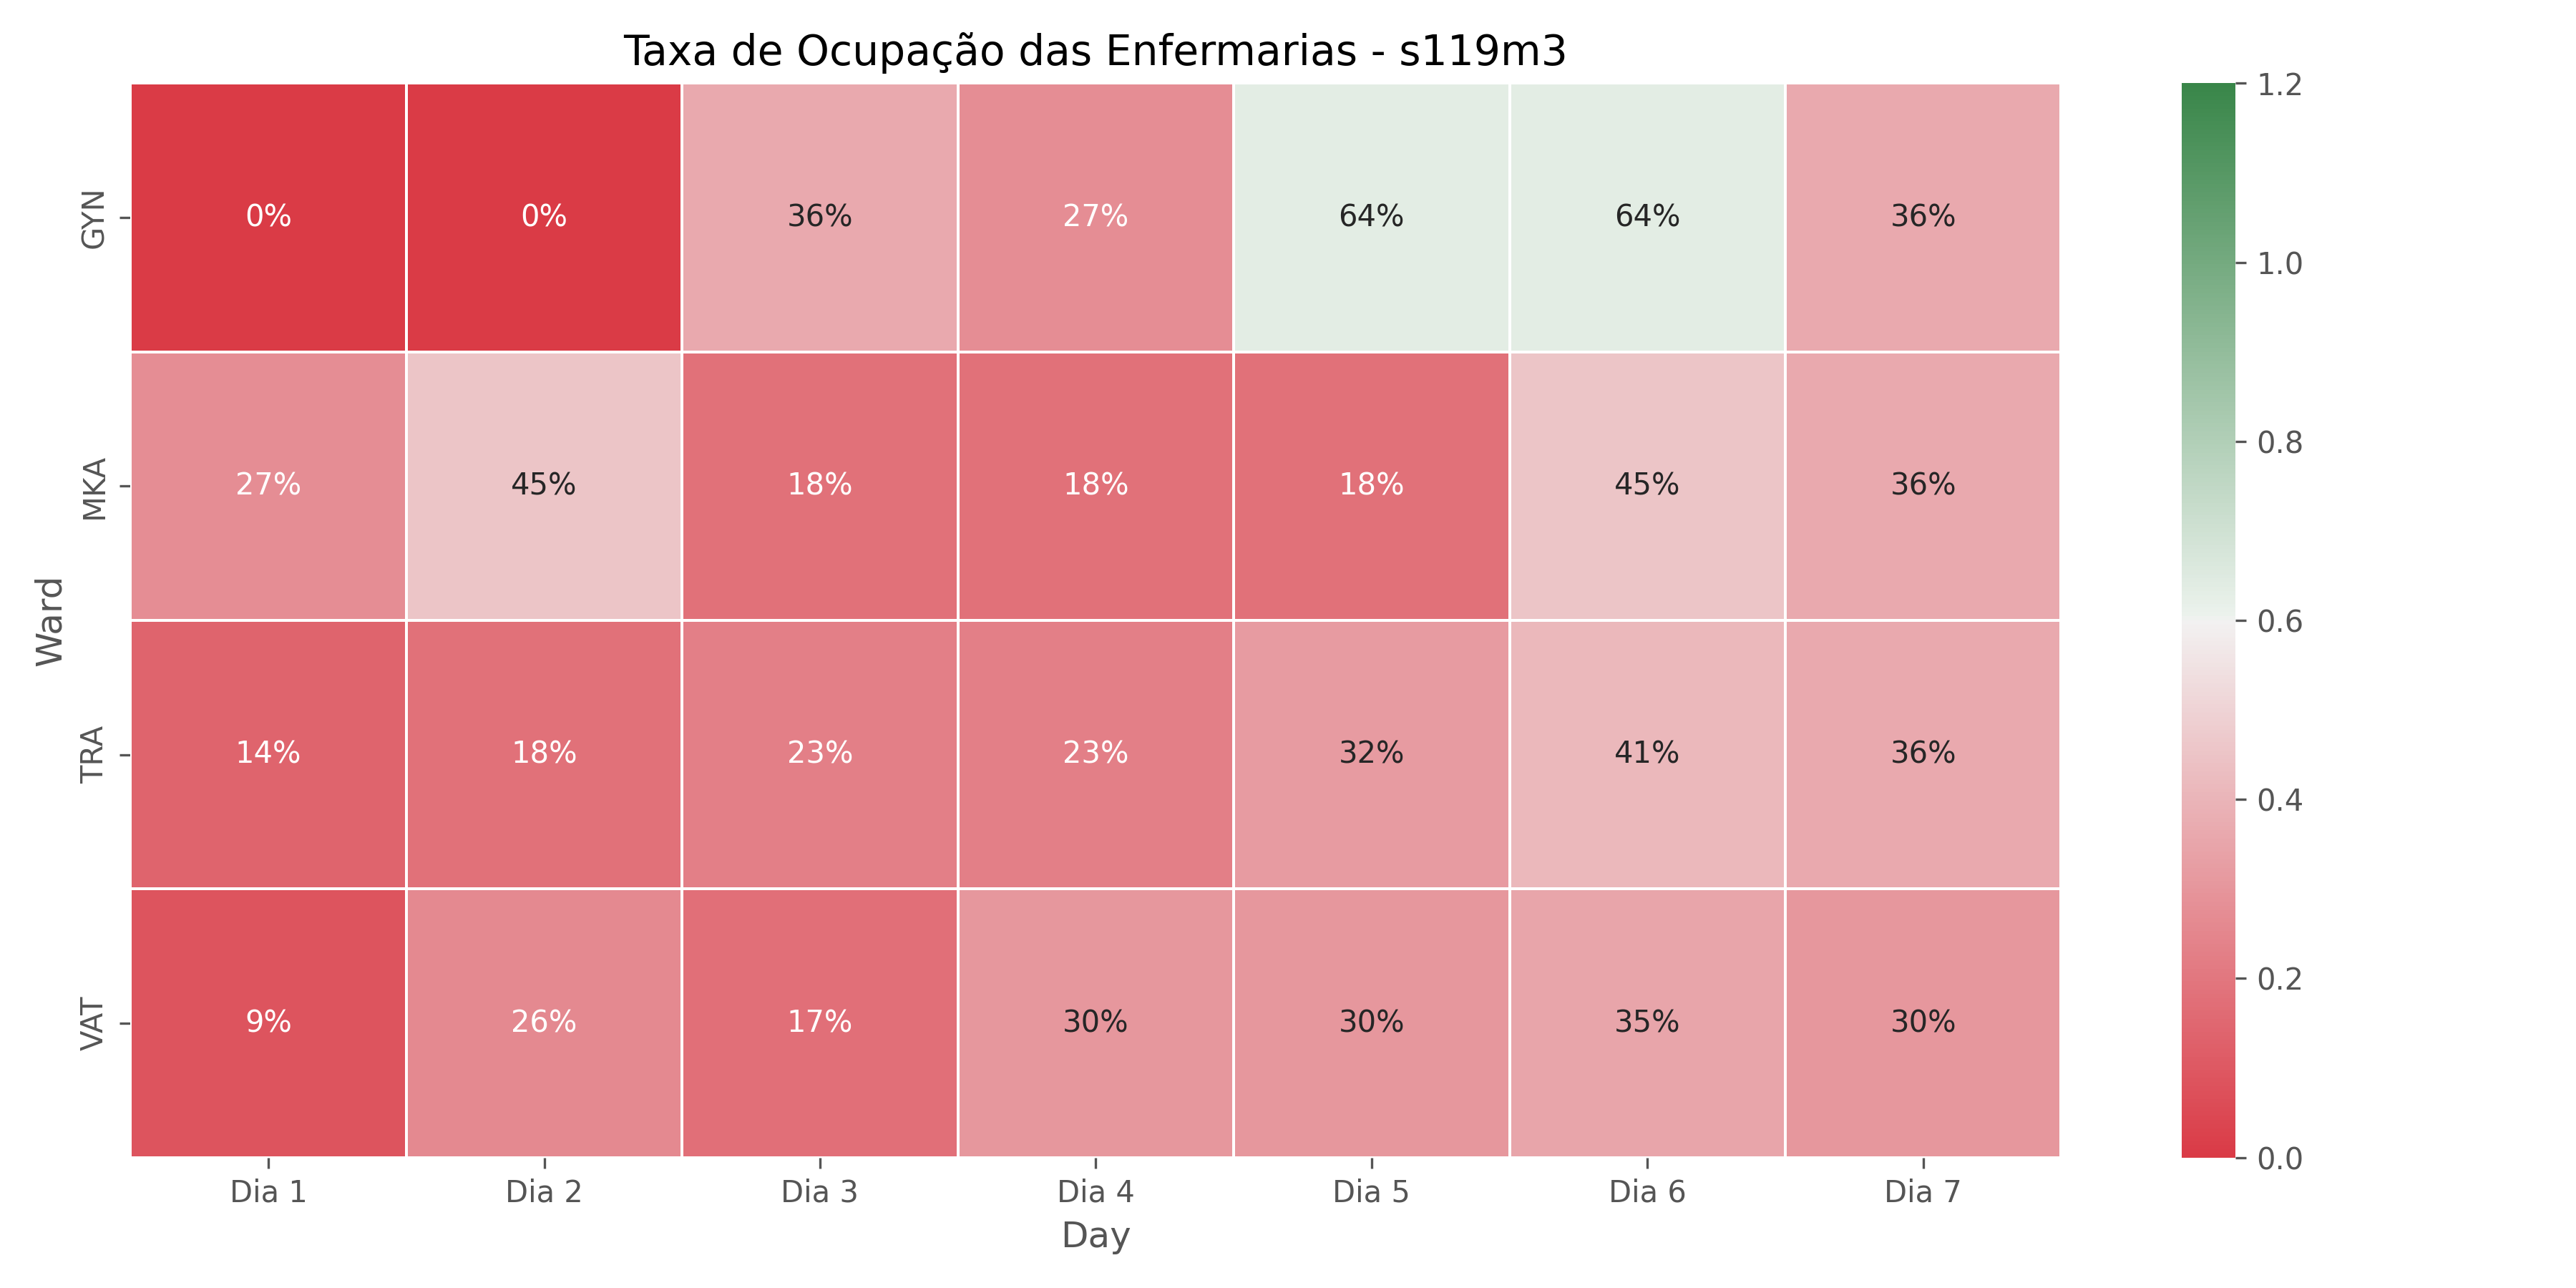 Taxa de Ocupação das Enfermarias - s119m3
Ward
GYN
0% 0% 36% 27% 64% 64% 36%
MKA
27% 45% 18% 18% 18% 45% 36%
TRA
14% 18% 23% 23% 32% 41% 36%
VAT
9% 26% 17% 30% 30% 35% 30%
Dia 1 Dia 2 Dia 3 Dia 4 Dia 5 Dia 6 Dia 7
Day
1.2
1.0
0.8
0.6
0.4
0.2
0.0